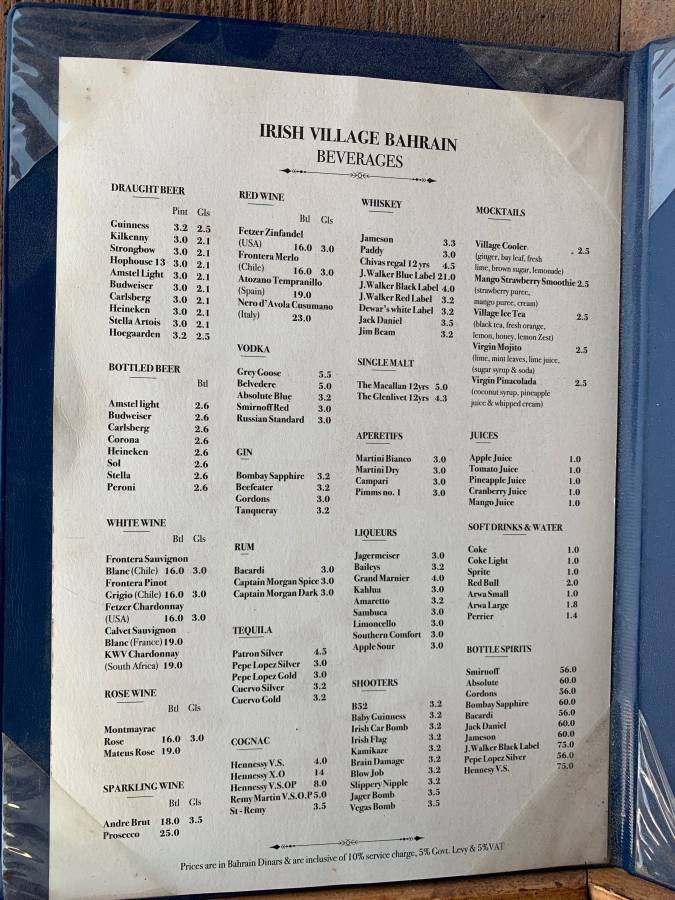 IRISH VILLAGE BAHRAIN
BEVERAGES
DRAUGHT BEER
Pint Gls
Guinness 3.2 2.5
Kilkenny 3.0 2.1
Strongbow 3.0 2.1
Hophouse 13 3.0 2.1
Amstel Light 3.0 2.1
Budweiser 3.0 2.1
Carlsberg 3.0 2.1
Heineken 3.0 2.1
Stella Artois 3.0 2.1
Hoegaarden 3.2 2.5
BOTTLED BEER
Btl
Amstel light 2.6
Budweiser 2.6
Carlsberg 2.6
Corona 2.6
Heineken 2.6
Sol 2.6
Stella 2.6
Peroni 2.6
WHITE WINE
Btl Gls
Frontera Sauvignon
Blanc (Chile) 16.0 3.0
Frontera Pinot
Grigio (Chile) 16.0 3.0
Fetzer Chardonnay
(USA) 16.0 3.0
Calvet Sauvignon
Blanc (France) 19.0
KWV Chardonnay
(South Africa) 19.0
ROSE WINE
Btl Gls
Montmayrac
Rose 16.0 3.0
Mateus Rose 19.0
SPARKLING WINE
Btl Gls
Andre Brut 18.0 3.5
Prosecco 25.0
RED WINE
Btl Gls
Fetzer Zinfandel
(USA) 16.0 3.0
Frontera Merlo
(Chile) 16.0 3.0
Atozano Tempranillo
(Spain) 19.0
Nero d'Avola Cusumano
(Italy) 23.0
VODKA
Grey Goose 5.5
Belvedere 5.0
Absolute Blue 3.2
Smirnoff Red 3.0
Russian Standard 3.0
GIN
Bombay Sapphire 3.2
Beefeater 3.2
Gordons 3.0
Tanqueray 3.2
RUM
Bacardi 3.0
Captain Morgan Spice 3.0
Captain Morgan Dark 3.0
TEQUILA
Patron Silver 4.5
Pepe Lopez Silver 3.0
Pepe Lopez Gold 3.0
Cuervo Silver 3.2
Cuervo Gold 3.2
COGNAC
Hennessy V.S. 4.0
Hennessy X.O 14
Hennessy V.S.OP 8.0
Remy Martin V.S.O.P 5.0
St - Remy 3.5
WHISKEY
Jameson 3.3
Paddy 3.0
Chivas regal 12 yrs 4.5
J.Walker Blue Label 21.0
J.Walker Black Label 4.0
J.Walker Red Label 3.2
Dewar's white Label 3.2
Jack Daniel 3.5
Jim Beam 3.2
SINGLE MALT
The Macallan 12yrs 5.0
The Glenlivet 12yrs 4.3
APERETIFS
Martini Bianco 3.0
Martini Dry 3.0
Campari 3.0
Pimms no. 1 3.0
LIQUEURS
Jagermeiser 3.0
Baileys 3.2
Grand Marnier 4.0
Kahlua 3.0
Amaretto 3.2
Sambuca 3.0
Limoncello 3.0
Southern Comfort 3.0
Apple Sour 3.0
SHOOTERS
B52 3.2
Baby Guinness 3.2
Irish Car Bomb 3.2
Irish Flag 3.2
Kamikaze 3.2
Brain Damage 3.2
Blow Job 3.2
Slippery Nipple 3.2
Jager Bomb 3.5
Vegas Bomb 3.5
MOCKTAILS
Village Cooler 2.5
(ginger, bay leaf, fresh
lime, brown sugar, lemonade)
Mango Strawberry Smoothie 2.5
(strawberry puree,
mango puree, cream)
Village Ice Tea 2.5
(black tea, fresh orange,
lemon, honey, lemon Zest)
Virgin Mojito 2.5
(lime, mint leaves, lime juice,
(sugar syrup & soda)
Virgin Pinacolada 2.5
(coconut syrup, pineapple
juice & whipped cream)
JUICES
Apple Juice 1.0
Tomato Juice 1.0
Pineapple Juice 1.0
Cranberry Juice 1.0
Mango Juice 1.0
SOFT DRINKS & WATER
Coke 1.0
Coke Light 1.0
Sprite 1.0
Red Bull 2.0
Arwa Small 1.0
Arwa Large 1.8
Perrier 1.4
BOTTLE SPIRITS
Smirnoff 56.0
Absolute 60.0
Gordons 56.0
Bombay Sapphire 60.0
Bacardi 56.0
Jack Daniel 60.0
Jameson 60.0
J.Walker Black Label 75.0
Pepe Lopez Silver 56.0
Hennesy V.S. 75.0
Prices are in Bahrain Dinars & are inclusive of 10% service charge, 5% Govt. Levy & 5% VAT